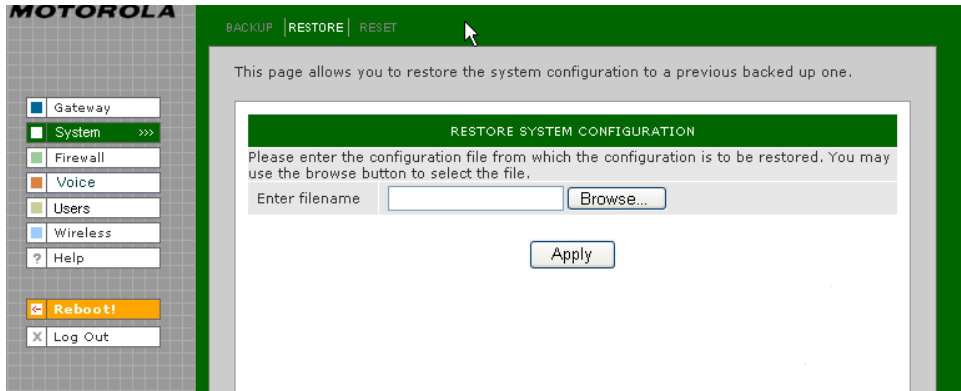 MOTOROLA
BACKUP RESTORE RESET
This page allows you to restore the system configuration to a previous backed up one.
Gateway
System >>>
Firewall
Voice
Users
Wireless
? Help
Reboot!
X Log Out
RESTORE SYSTEM CONFIGURATION
Please enter the configuration file from which the configuration is to be restored. You may
use the browse button to select the file.
Enter filename Browse...
Apply